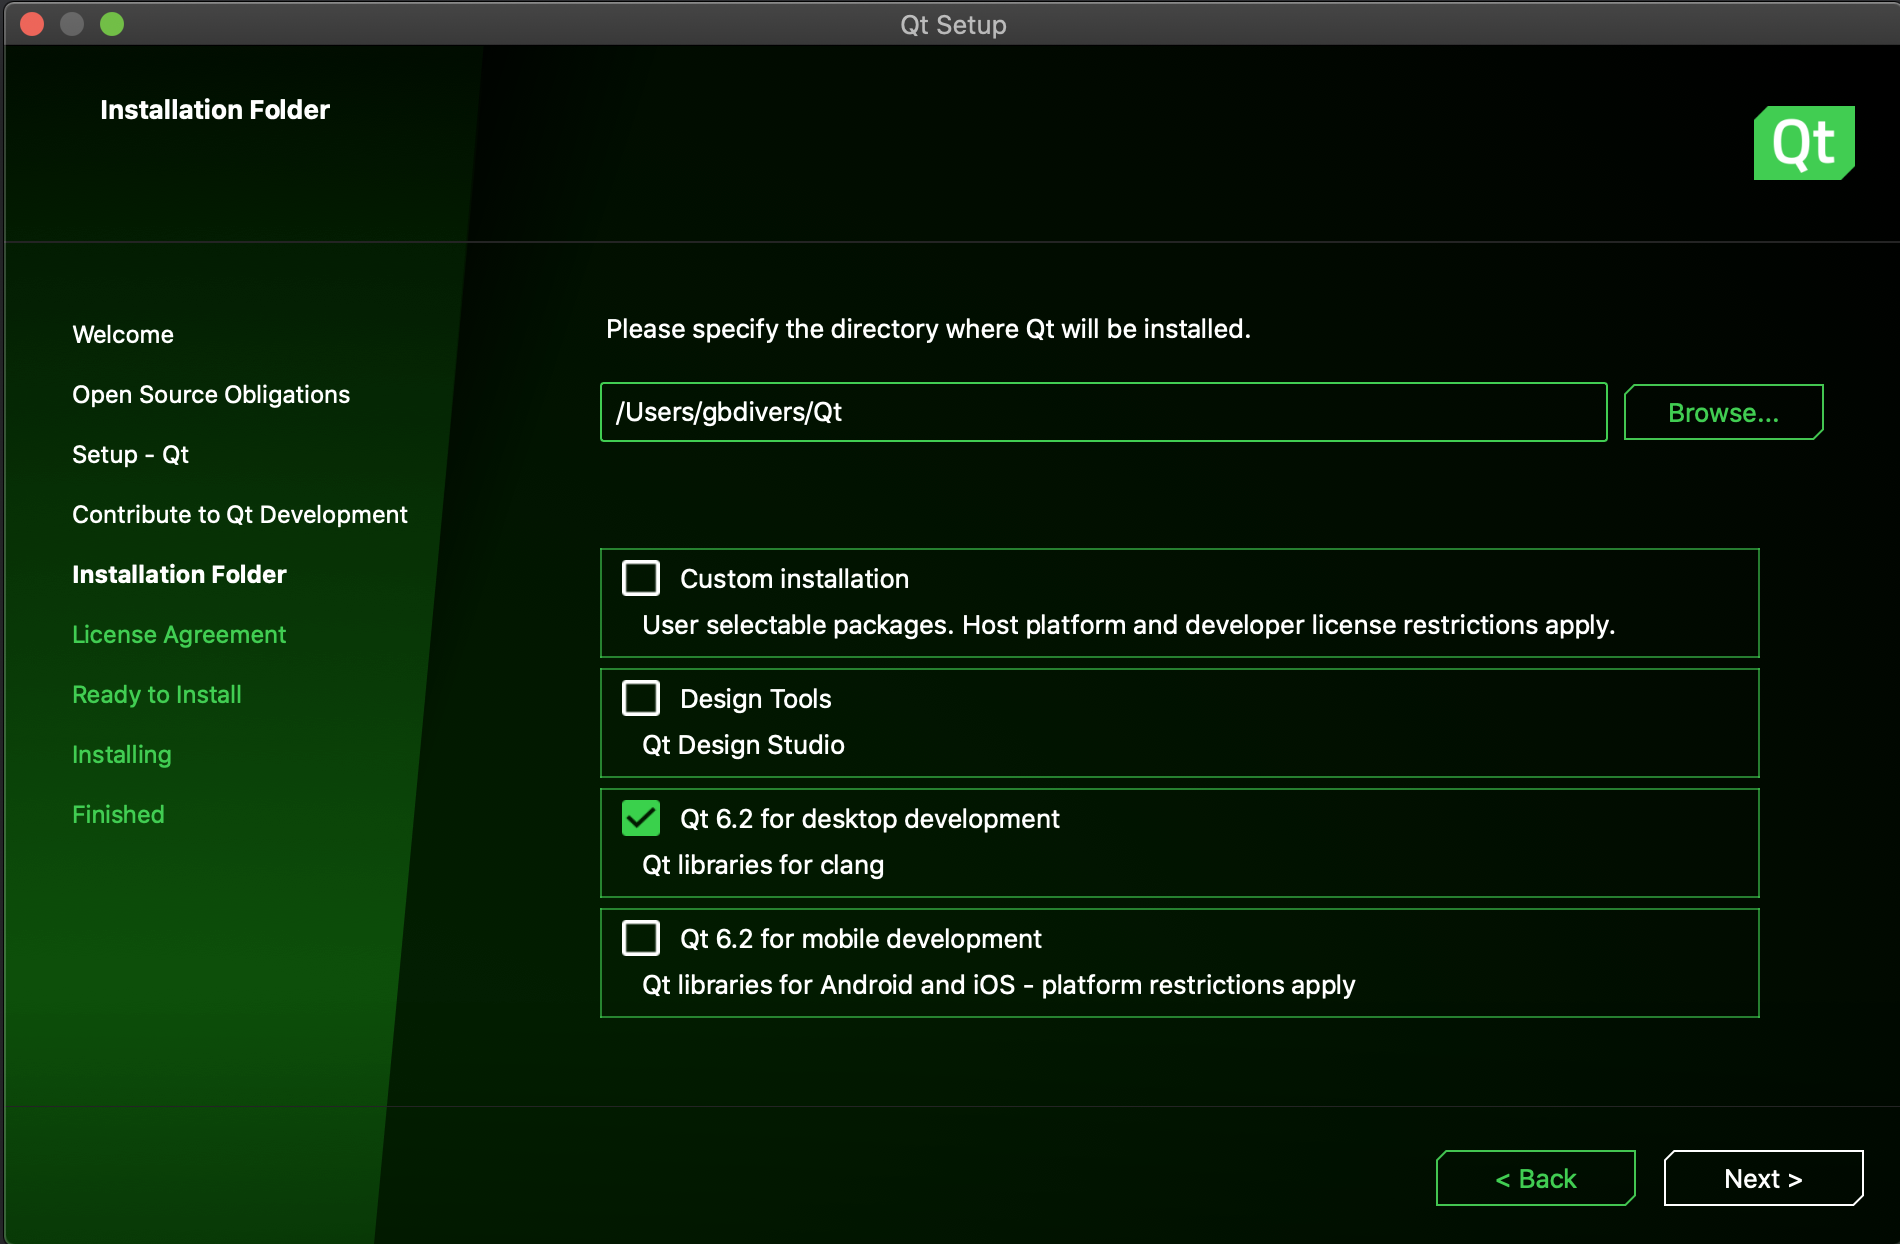 Qt Setup
Installation Folder
Qt
Welcome
Open Source Obligations
Setup - Qt
Contribute to Qt Development
Installation Folder
License Agreement
Ready to Install
Installing
Finished
Please specify the directory where Qt will be installed.
/Users/gbdivers/Qt
Browse...
Custom installation
User selectable packages. Host platform and developer license restrictions apply.
Design Tools
Qt Design Studio
Qt 6.2 for desktop development
Qt libraries for clang
Qt 6.2 for mobile development
Qt libraries for Android and iOS - platform restrictions apply
< Back
Next >